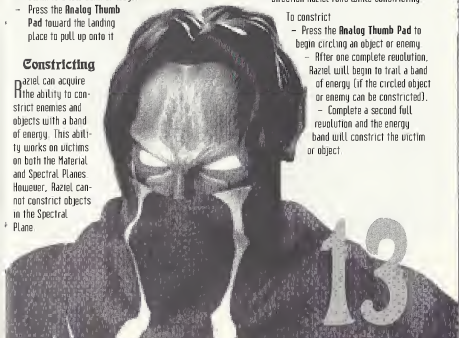 - Press the Analog Thumb
Pad toward the landing
place to pull up onto it
Constricting
Raziel can acquire
the ability to con-
strict enemies and
objects with a band
of energy. This abili-
ty works on victims
on both the Material
and Spectral Planes
However, Raziel can-
not constrict objects
in the Spectral
Plane
To constrict
- Press the Analog Thumb Pad to
begin circling an object or enemy
- After one complete revolution,
Raziel will begin to trail a band
of energy (if the circled object
or enemy can be constricted).
- Complete a second full
revolution and the energy
band will constrict the victim
or object
13